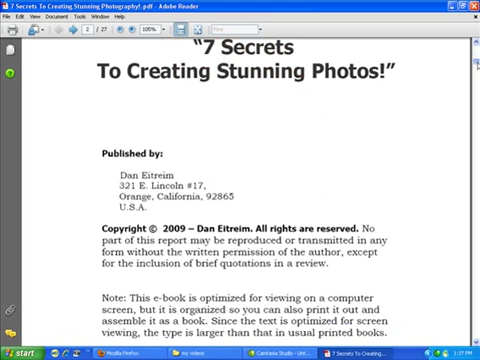 7 Secrets To Creating Stunning Photography!.pdf - Adobe Reader
File Edit View Document Tools Window Help
2 / 27 105% Find
“7 Secrets
To Creating Stunning Photos!”
Published by:
Dan Eitreim
321 E. Lincoln #17,
Orange, California, 92865
U.S.A.
Copyright © 2009 – Dan Eitreim. All rights are reserved. No
part of this report may be reproduced or transmitted in any
form without the written permission of the author, except
for the inclusion of brief quotations in a review.
Note: This e-book is optimized for viewing on a computer
screen, but it is organized so you can also print it out and
assemble it as a book. Since the text is optimized for screen
viewing, the type is larger than that in usual printed books.
start Mozilla Firefox my videos Camtasia Studio - Unt... 7 Secrets To Creating... 1:37 PM